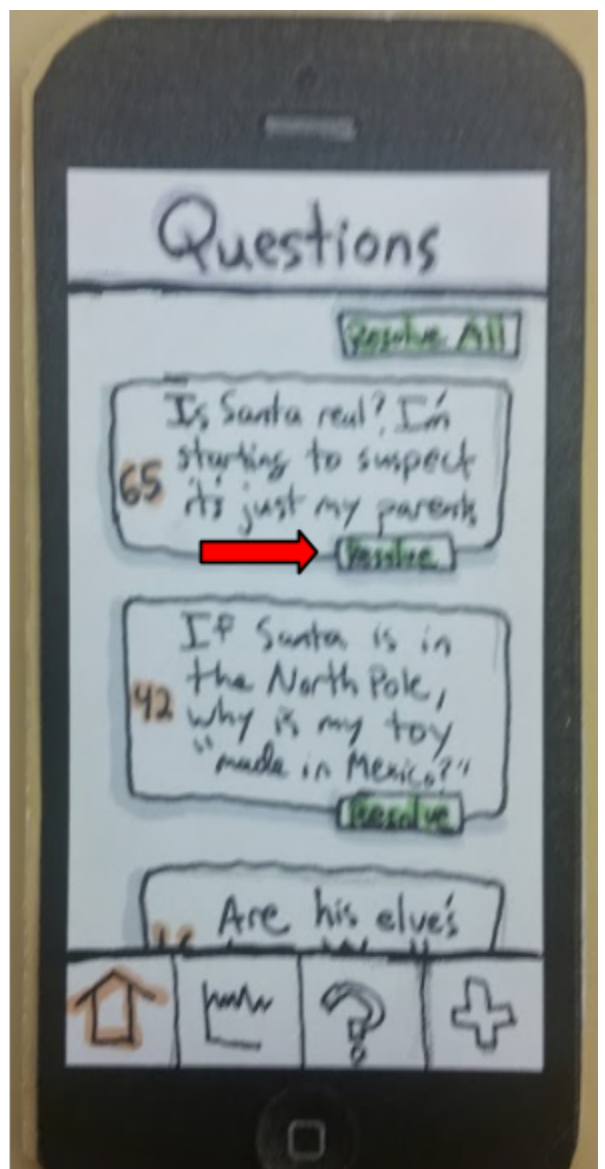 Questions
Resolve All
Is Santa real? I'm
starting to suspect
65
it's just my parents
Resolve
If Santa is in
the North Pole,
42
why is my toy
"made in Mexico?"
Resolve
Are his elve's